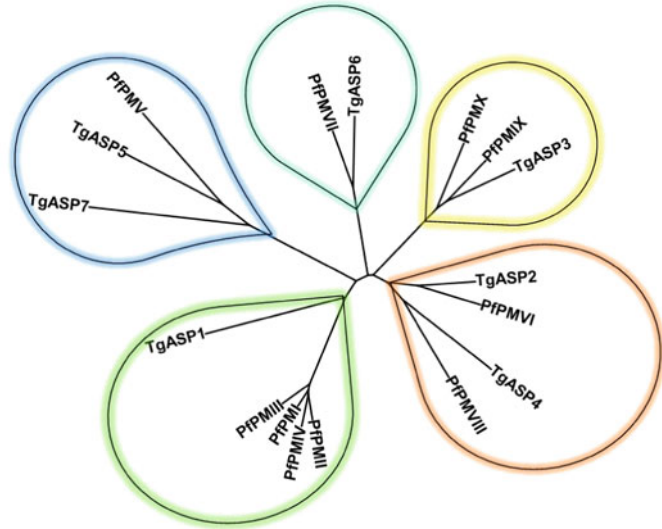 PfPMV
TgASP5
TgASP7
PfPMVII
TgASP6
PfPMX
PfPMIX
TgASP3
TgASP2
PfPMVI
TgASP4
PfPMVIII
TgASP1
PfPMIII
PfPMI
PfPMIV
PfPMII